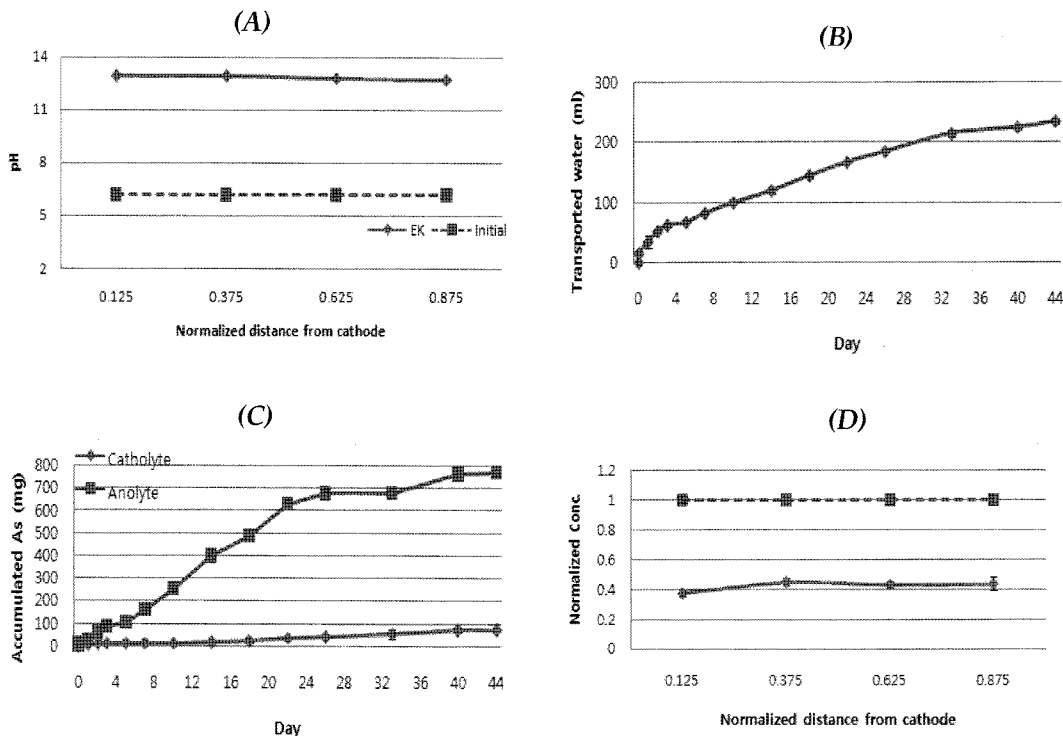 (A)
14
11
8
5
2
pH
EK
Initial
0.125 0.375 0.625 0.875
Normalized distance from cathode
(B)
300
200
100
0
Transported water (ml)
0 4 8 12 16 20 24 28 32 36 40 44
Day
(C)
Catholyte
Anolyte
800
700
600
500
400
300
200
100
0
Accumulated As (mg)
0 4 8 12 16 20 24 28 32 36 40 44
Day
(D)
1.2
1
0.8
0.6
0.4
0.2
0
Normalized Conc
0.125 0.375 0.625 0.875
Normalized distance from cathode